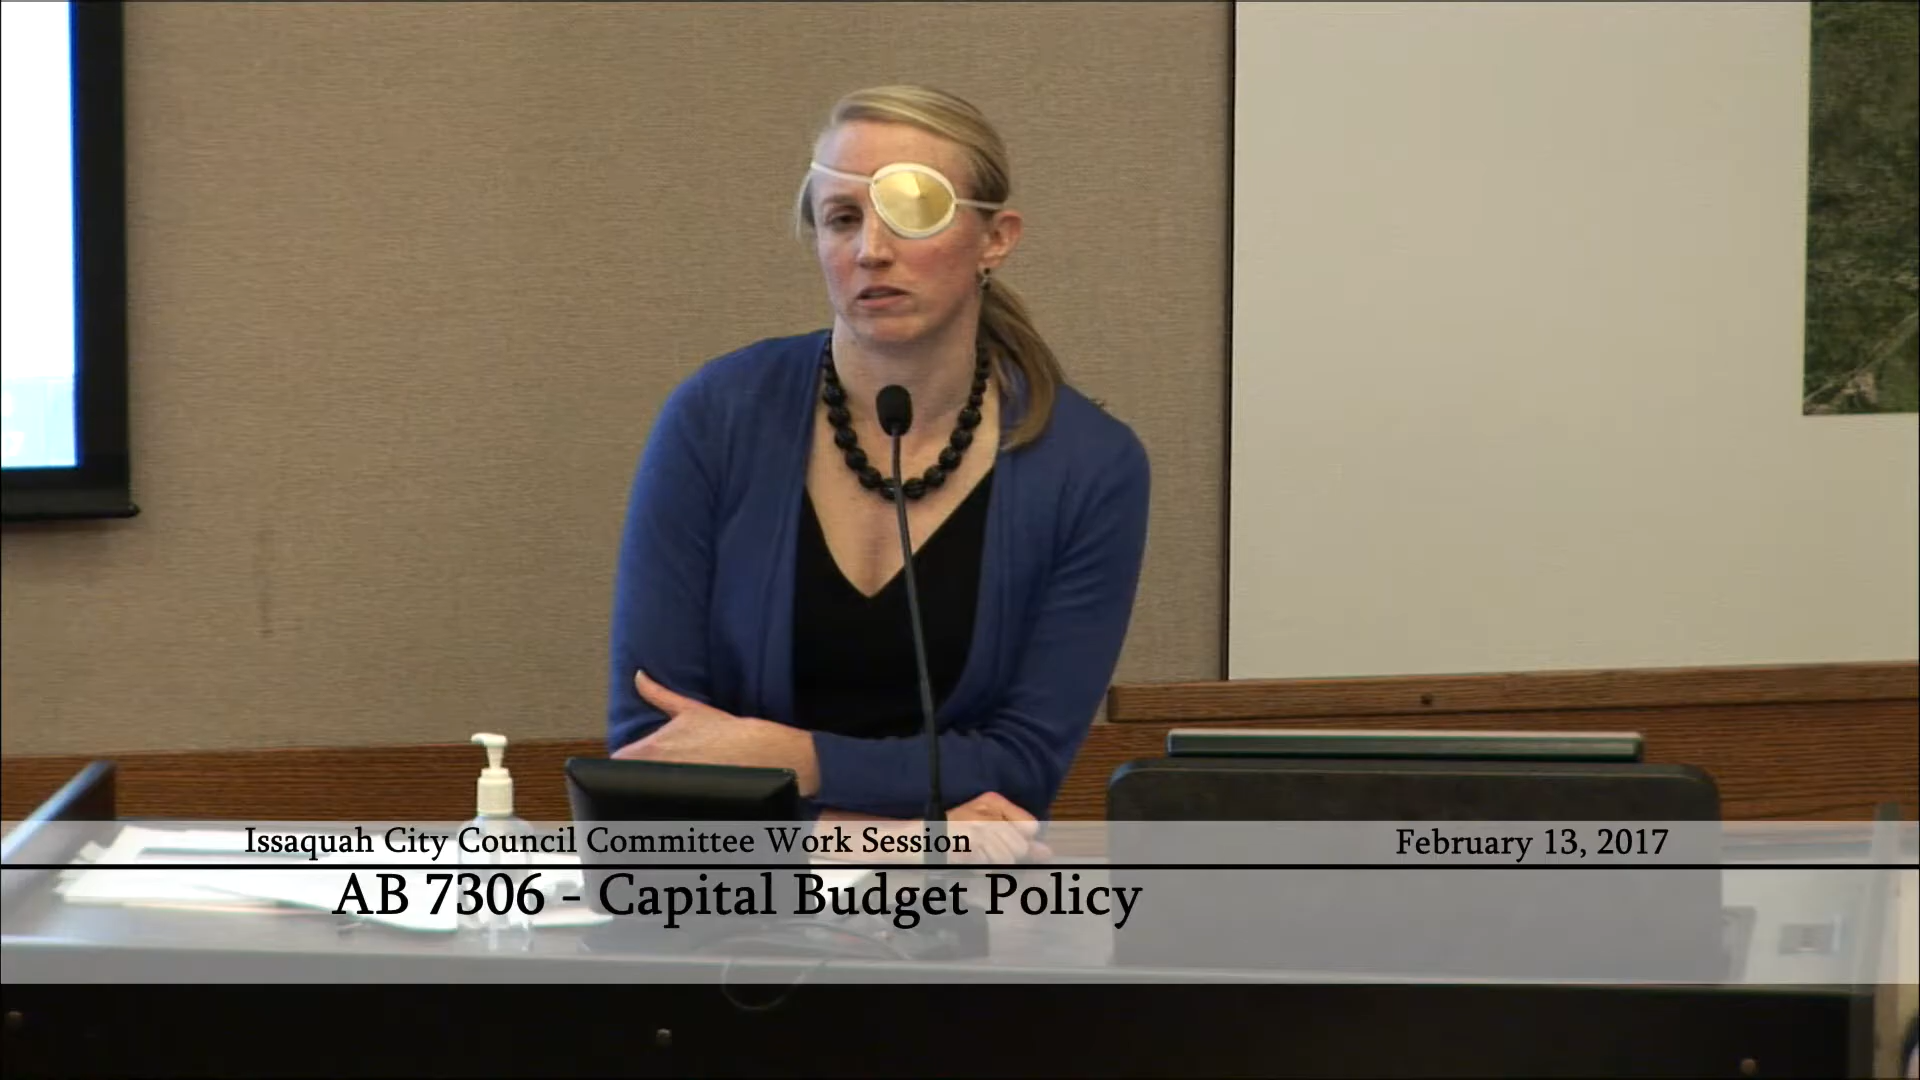 Issaquah City Council Committee Work Session
February 13, 2017
AB 7306 - Capital Budget Policy